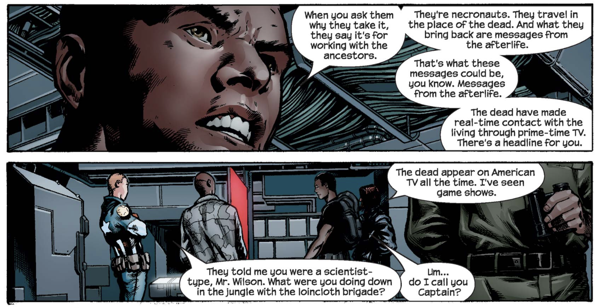 When you ask them
why they take it,
they say it's for
working with the
ancestors.
They're necronauts. They travel in
the place of the dead. And what they
bring back are messages from
the afterlife.
That's what these
messages could be,
you know. Messages
from the afterlife.
The dead have made
real-time contact with the
living through prime-time TV.
There's a headline for you.
The dead appear on American
TV all the time. I've seen
game shows.
They told me you were a scientist-
type, Mr. Wilson. What were you doing down
in the jungle with the loincloth brigade?
Um...
do I call you
Captain?